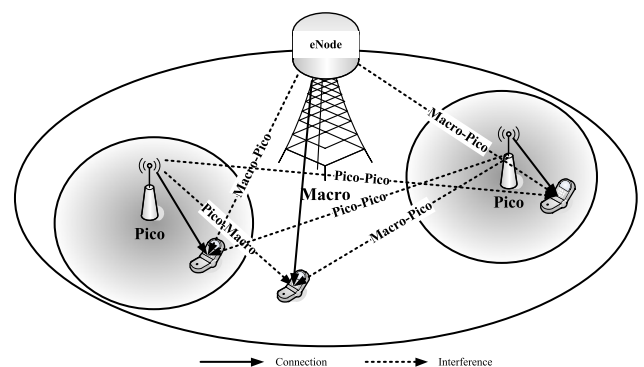 eNode
Macro-Pico
Macro-Pico
Pico-Pico
Macro
Pico-Pico
Pico
Pico
Pico-Macro
Macro-Pico
Connection
Interference